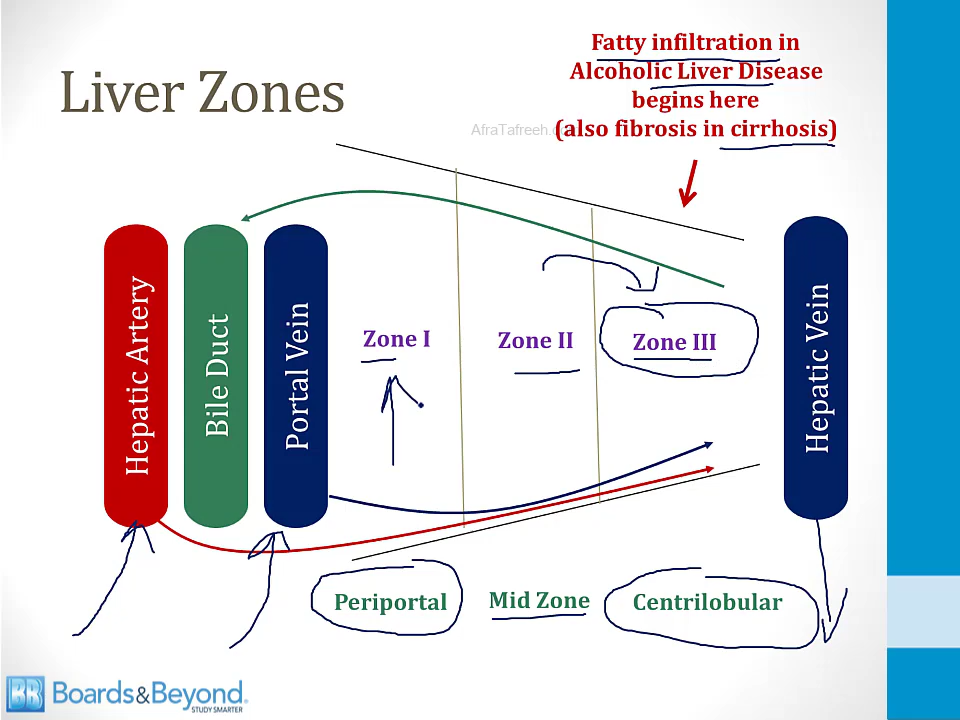 Fatty infiltration in
Alcoholic Liver Disease
begins here
(also fibrosis in cirrhosis)
Liver Zones
Hepatic Artery
Bile Duct
Portal Vein
Zone I
Zone II
Zone III
Hepatic Vein
Periportal
Mid Zone
Centrilobular
BB Boards&Beyond.
STUDY SMARTER